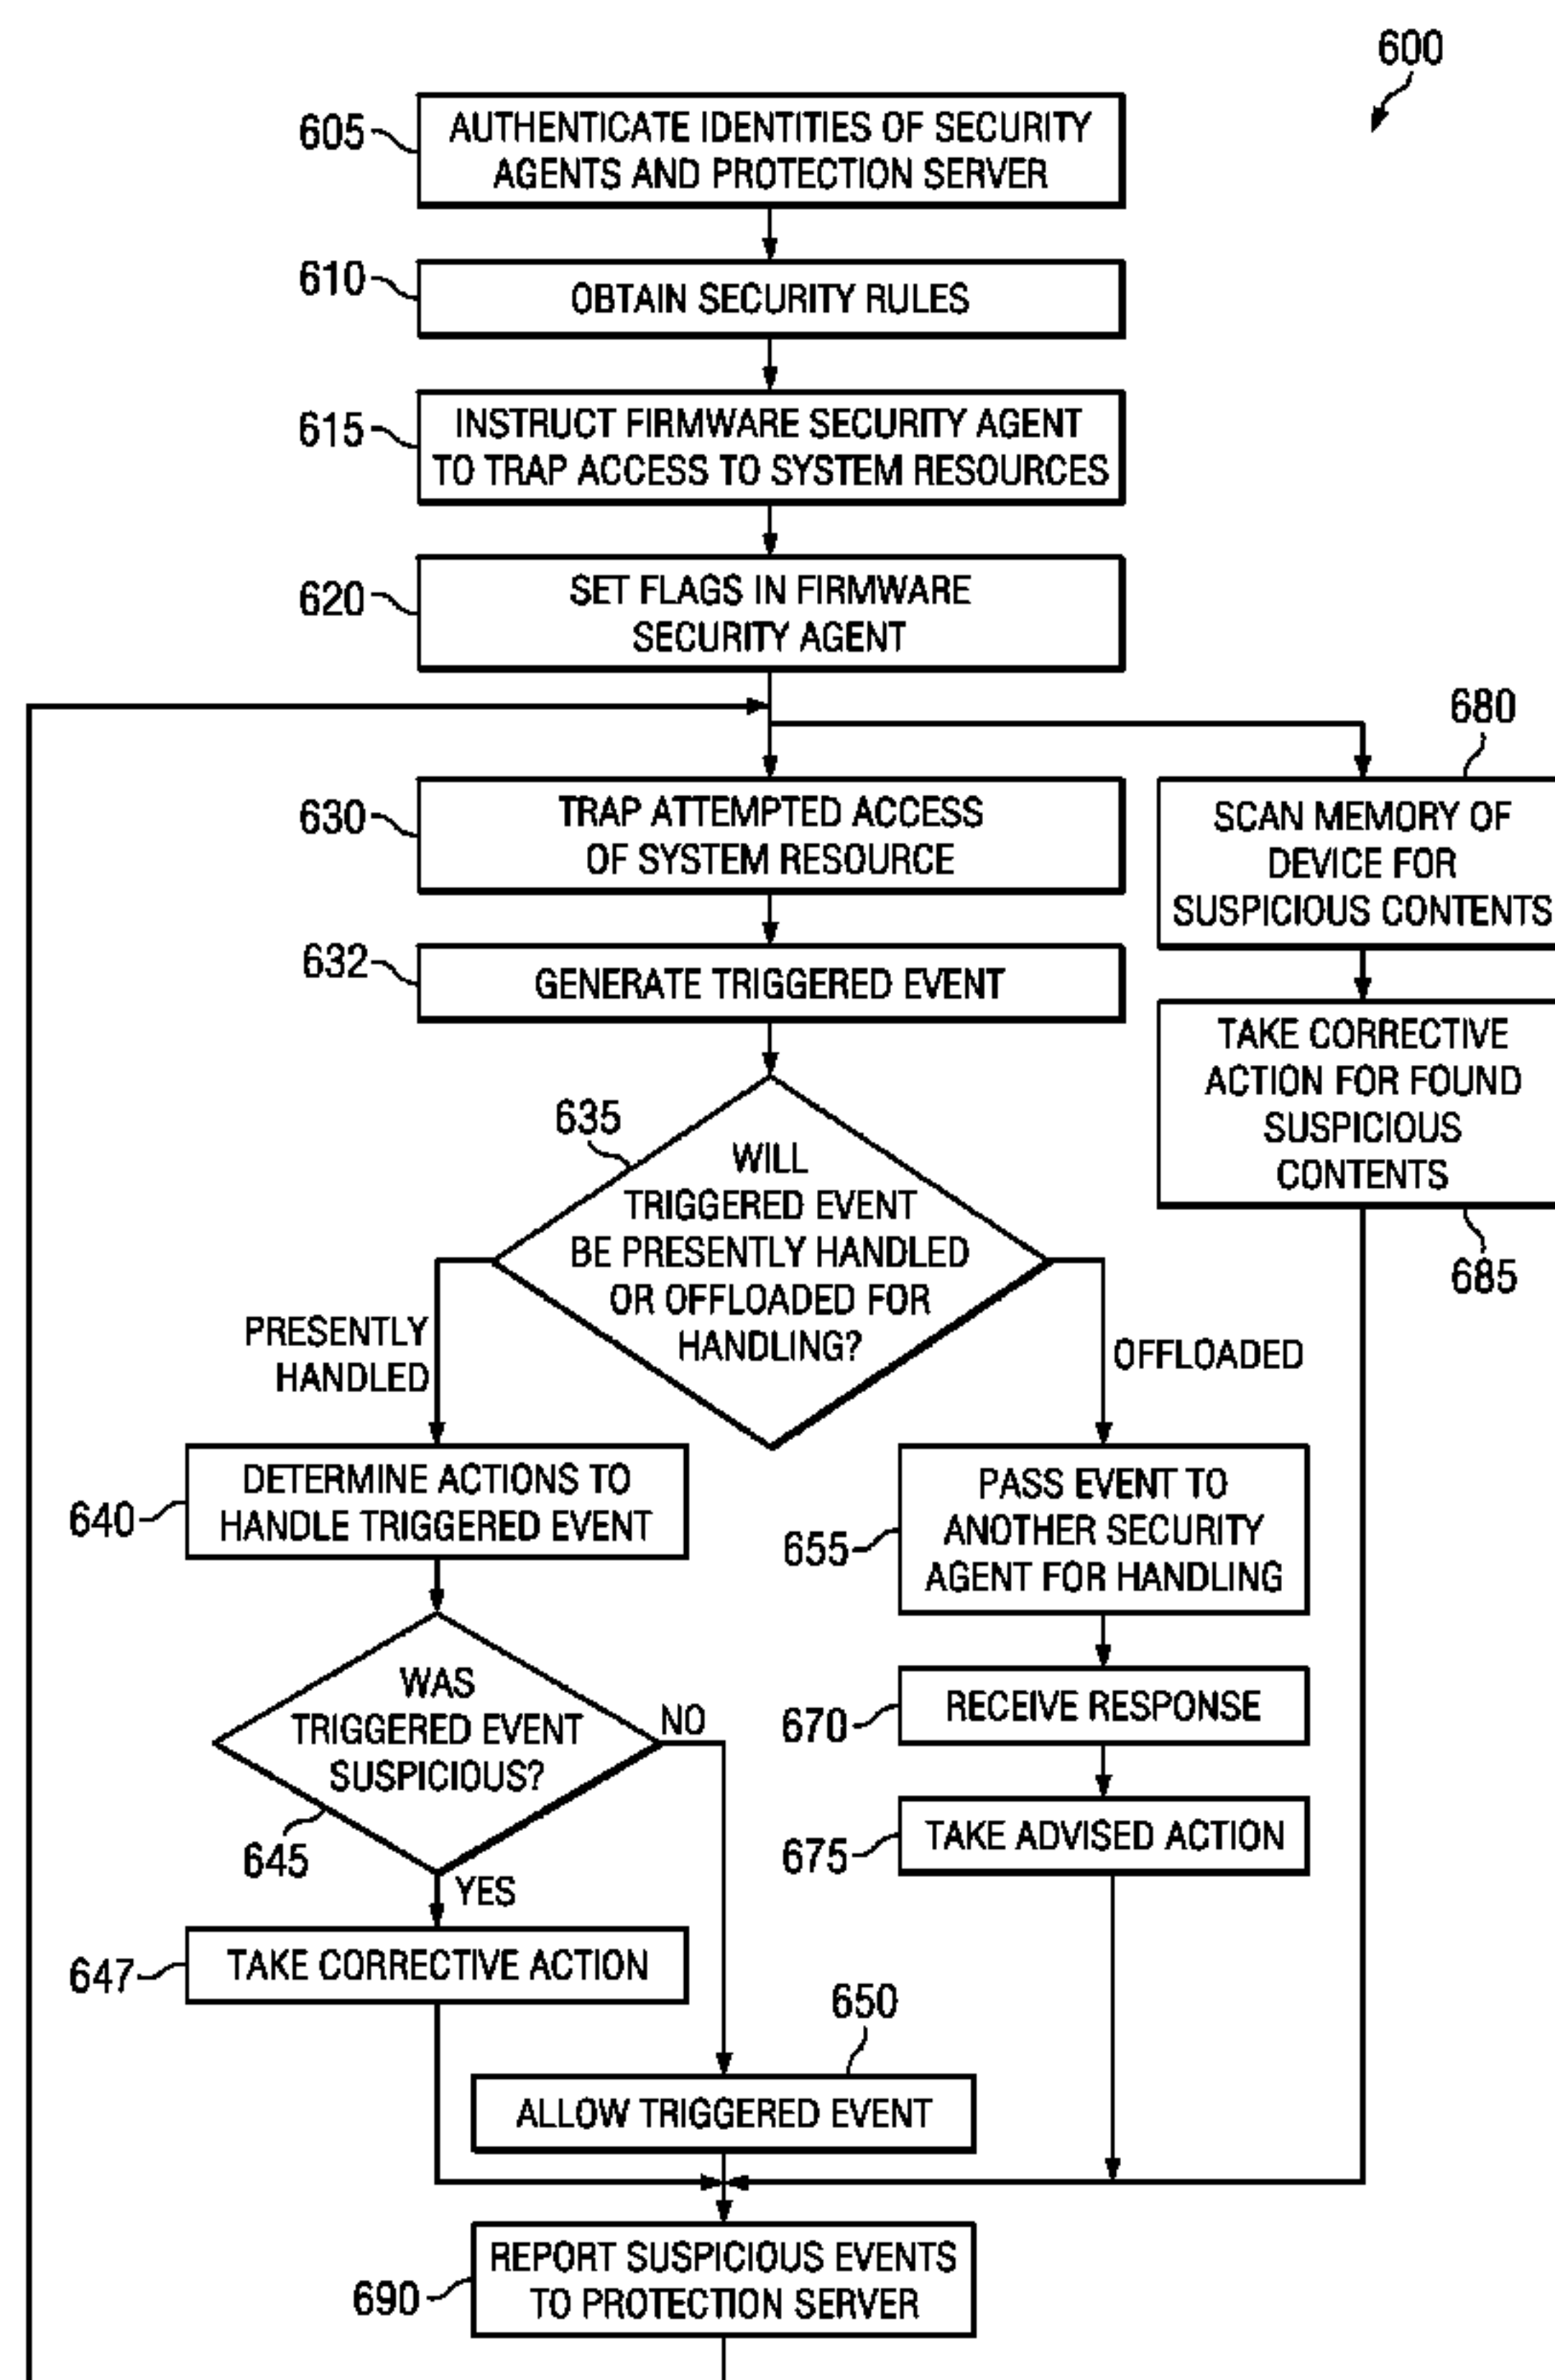 600
605
AUTHENTICATE IDENTITIES OF SECURITY
AGENTS AND PROTECTION SERVER
610
OBTAIN SECURITY RULES
615
INSTRUCT FIRMWARE SECURITY AGENT
TO TRAP ACCESS TO SYSTEM RESOURCES
620
SET FLAGS IN FIRMWARE
SECURITY AGENT
630
TRAP ATTEMPTED ACCESS
OF SYSTEM RESOURCE
680
SCAN MEMORY OF
DEVICE FOR
SUSPICIOUS CONTENTS
632
GENERATE TRIGGERED EVENT
TAKE CORRECTIVE
ACTION FOR FOUND
SUSPICIOUS
CONTENTS
685
635
WILL
TRIGGERED EVENT
BE PRESENTLY HANDLED
OR OFFLOADED FOR
HANDLING?
PRESENTLY
HANDLED
OFFLOADED
640
DETERMINE ACTIONS TO
HANDLE TRIGGERED EVENT
655
PASS EVENT TO
ANOTHER SECURITY
AGENT FOR HANDLING
WAS
TRIGGERED EVENT
SUSPICIOUS?
645
NO
YES
670
RECEIVE RESPONSE
675
TAKE ADVISED ACTION
647
TAKE CORRECTIVE ACTION
650
ALLOW TRIGGERED EVENT
690
REPORT SUSPICIOUS EVENTS
TO PROTECTION SERVER